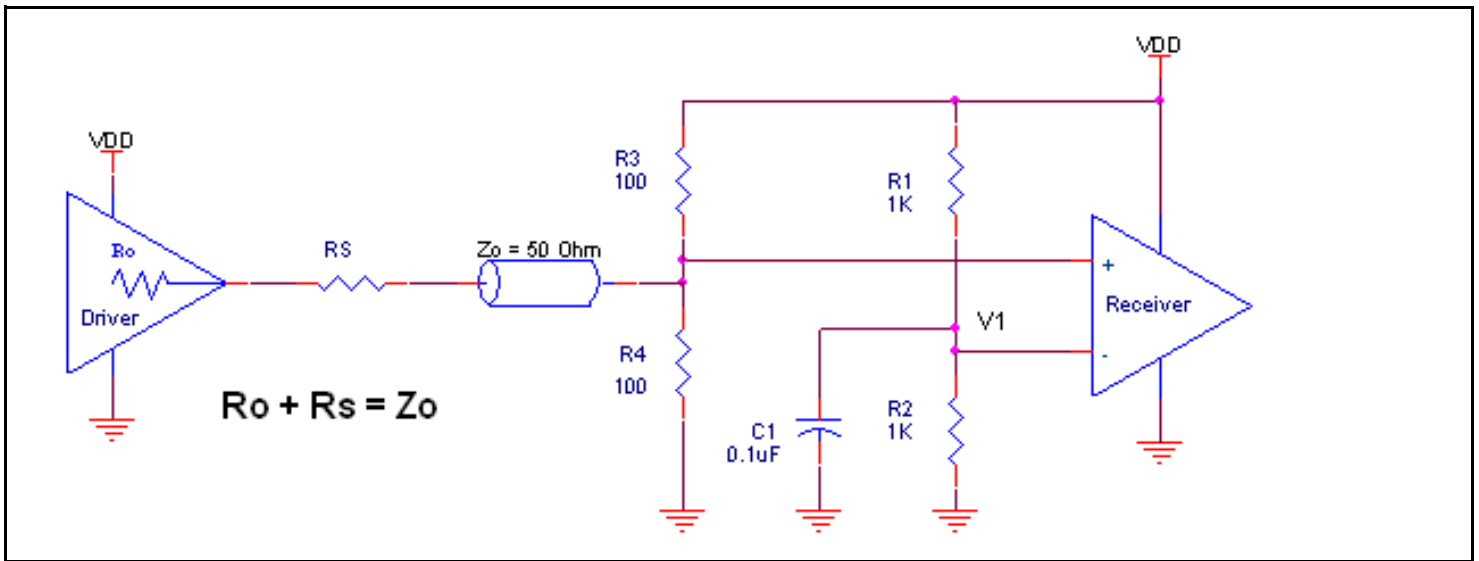 VDD
VDD
R3
100
R1
1K
Ro
RS
Zo = 50 Ohm
+
Driver
Receiver
V1
R4
100
-
Ro + Rs = Zo
C1
0.1uF
R2
1K